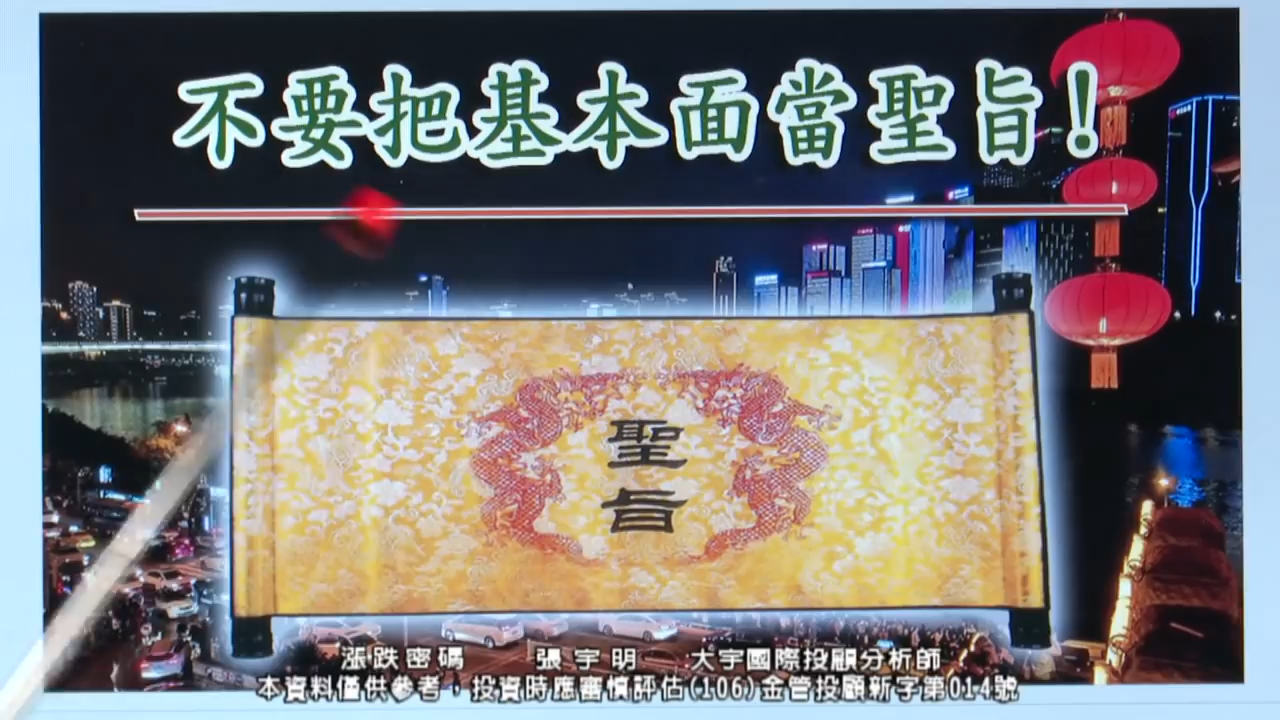 不要把基本面當聖旨!
聖
旨
漲跌密碼 張宇明 大宇國際投顧分析師
本資料僅供參考，投資時應審慎評估(106)金管投顧新字第014號